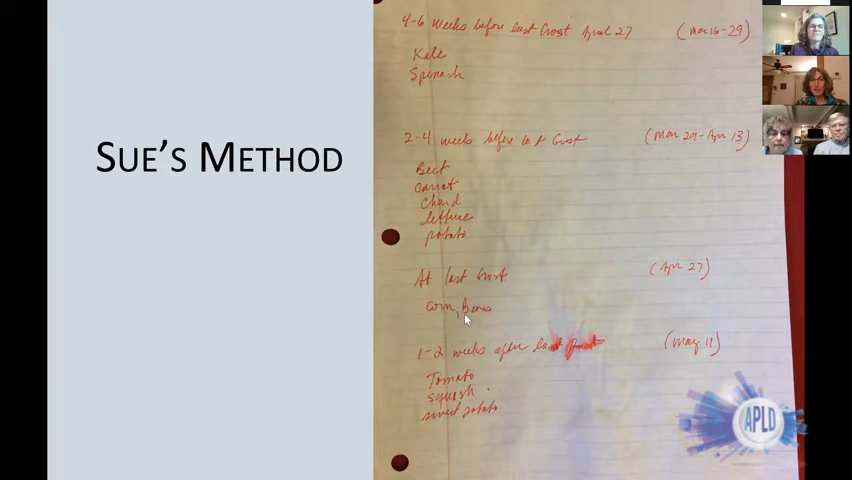 SUE'S METHOD
4-6 weeks before last frost April 27 (Mar 16-29)
Kale
Spinach
2-4 weeks before last frost (Mar 29-Apr 13)
Beet
carrot
chard
lettuce
potato
At last frost (Apr 27)
corn, Beans
1-2 weeks after last frost (May 11)
Tomato
squash
sweet potato
APLD